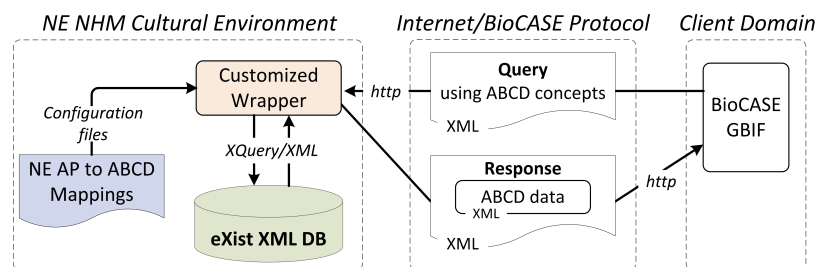 NE NHM Cultural Environment
Internet/BioCASE Protocol
Client Domain
Customized
Wrapper
Configuration
files
NE AP to ABCD
Mappings
XQuery/XML
eXist XML DB
http
Query
using ABCD concepts
XML
Response
ABCD data
XML
XML
http
BioCASE
GBIF